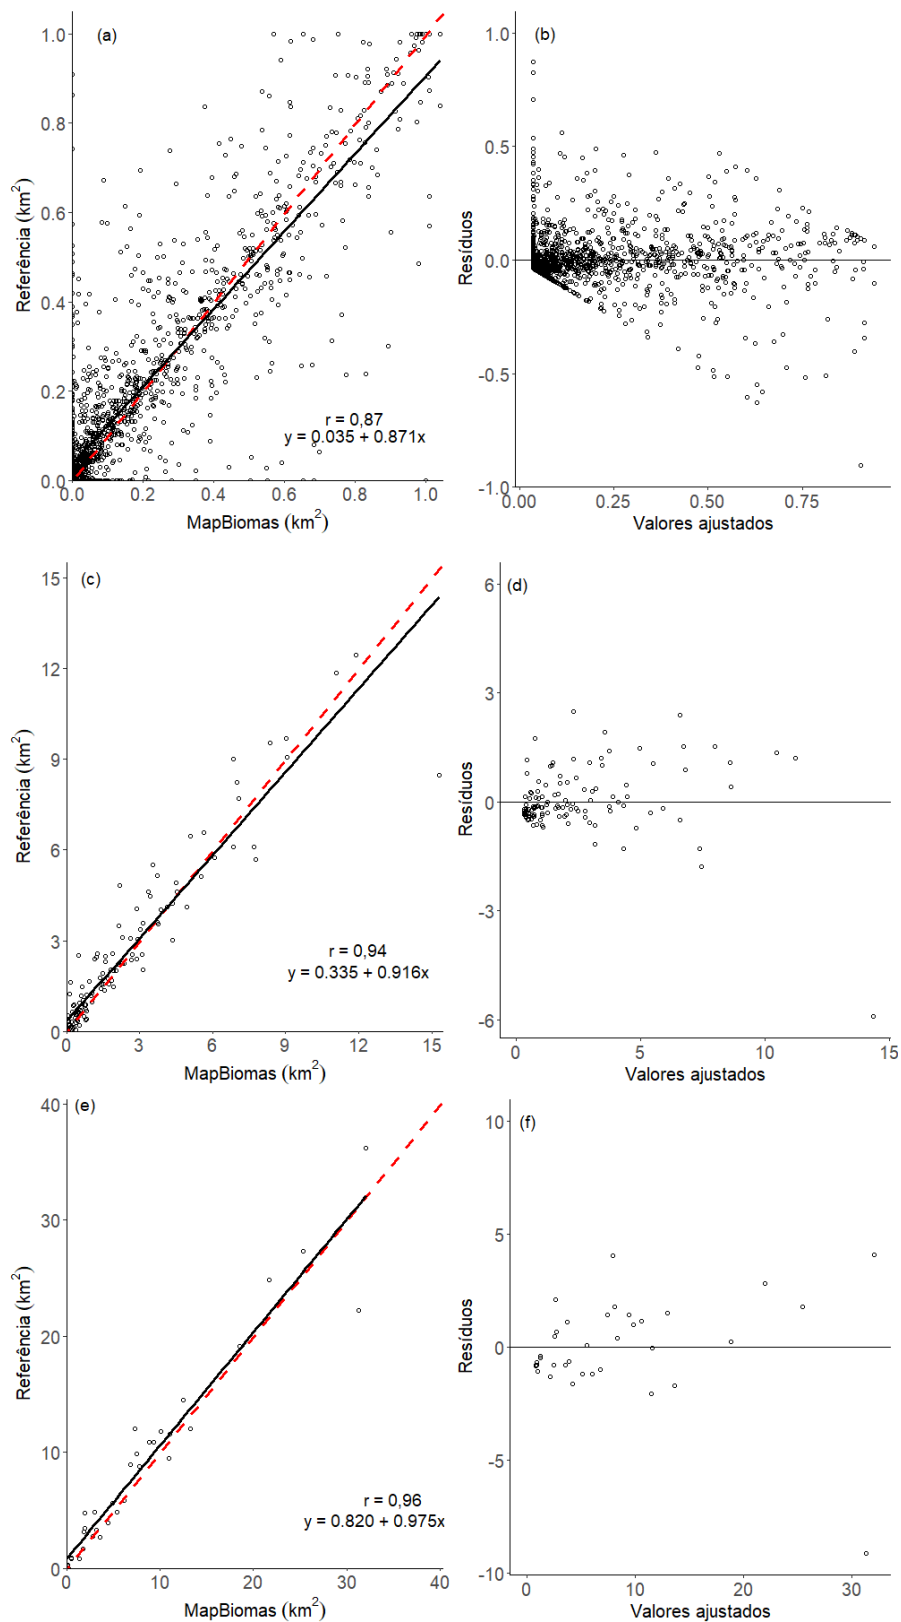 (a)
1.0
0.8
0.6
0.4
0.2
0.0
Referência (km²)
r = 0,87
y = 0.035 + 0.871x
0.0 0.2 0.4 0.6 0.8 1.0
MapBiomas (km²)
(b)
1.0
0.5
0.0
-0.5
-1.0
Resíduos
0.00 0.25 0.50 0.75
Valores ajustados
(c)
15
12
9
6
3
0
Referência (km²)
r = 0,94
y = 0.335 + 0.916x
0 3 6 9 12 15
MapBiomas (km²)
(d)
6
3
0
-3
-6
Resíduos
0 5 10 15
Valores ajustados
(e)
40
30
20
10
0
Referência (km²)
r = 0,96
y = 0.820 + 0.975x
0 10 20 30 40
MapBiomas (km²)
(f)
10
5
0
-5
-10
Resíduos
0 10 20 30
Valores ajustados